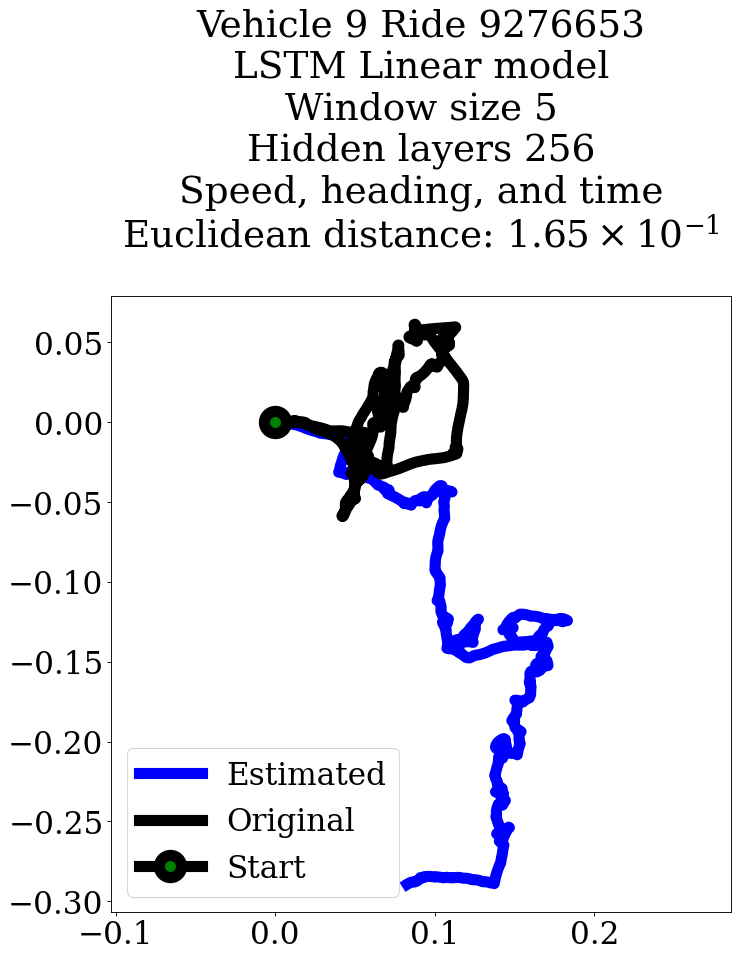 Vehicle 9 Ride 9276653
LSTM Linear model
Window size 5
Hidden layers 256
Speed, heading, and time
Euclidean distance: 1.65 × 10⁻¹
0.05
0.00
−0.05
−0.10
−0.15
−0.20
−0.25
−0.30
Estimated
Original
Start
−0.1
0.0
0.1
0.2